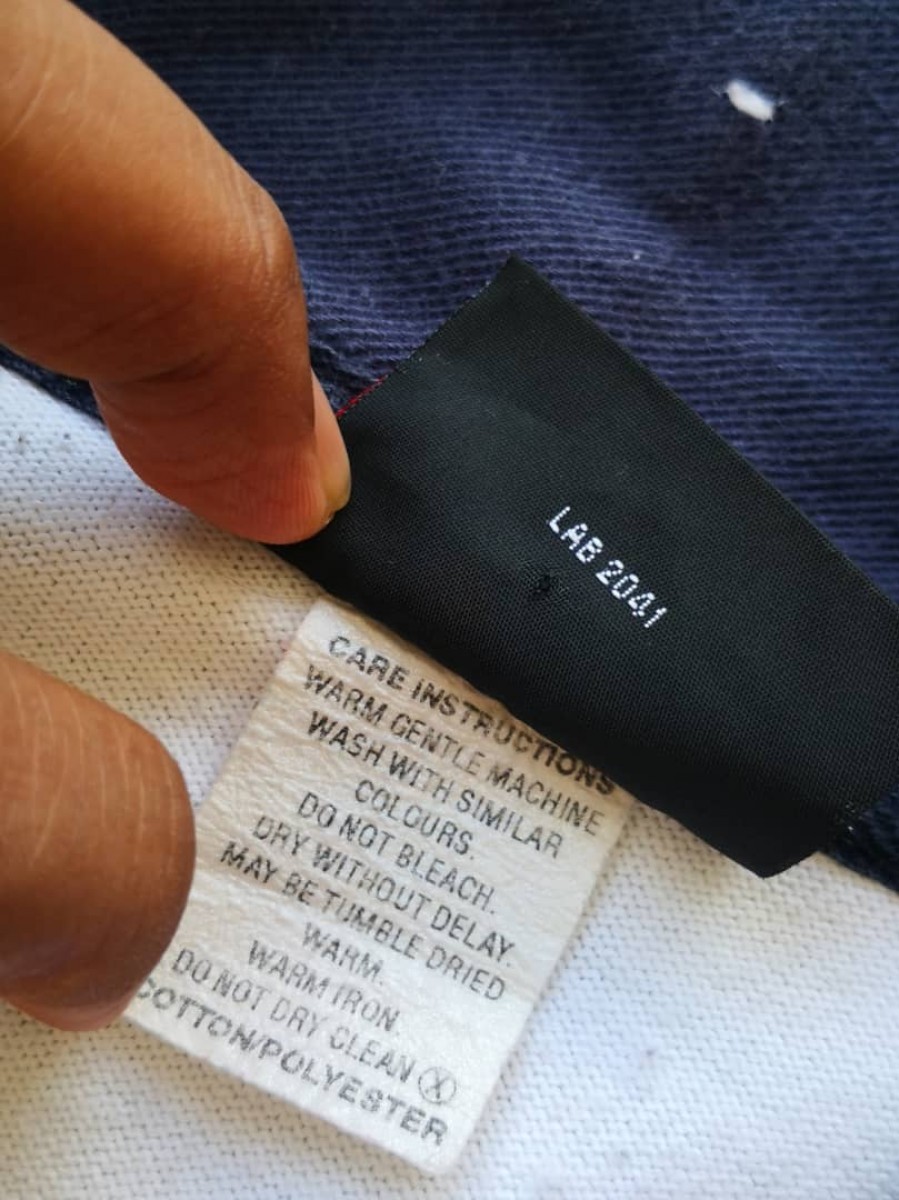 LAB 2041
CARE INSTRUCTIONS
WARM GENTLE MACHINE
WASH WITH SIMILAR
COLOURS.
DO NOT BLEACH.
DRY WITHOUT DELAY.
MAY BE TUMBLE DRIED
WARM.
WARM IRON.
DO NOT DRY CLEAN Ⓧ
COTTON/POLYESTER